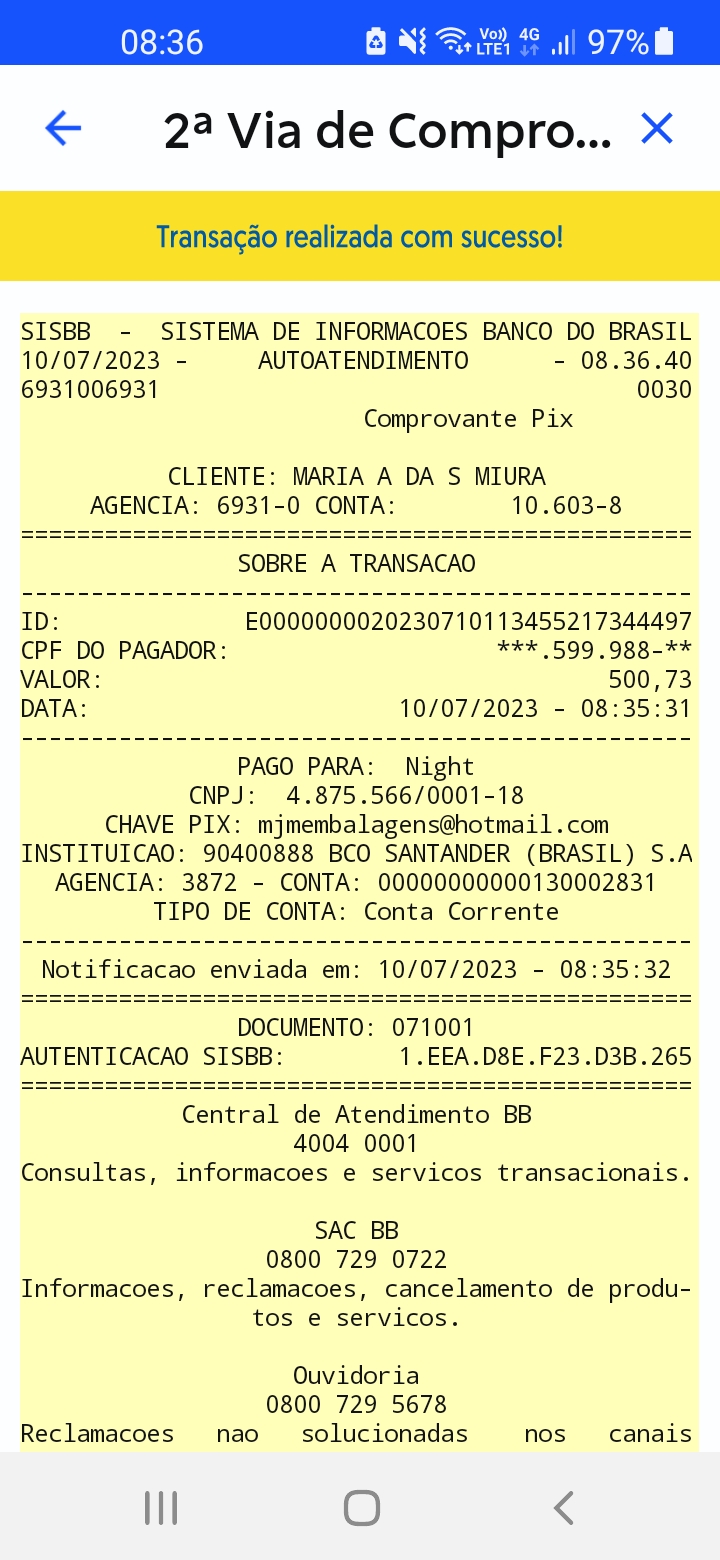 08:36 Vo)) LTE1 4G 97%
2ª Via de Compro...
Transação realizada com sucesso!
SISBB - SISTEMA DE INFORMACOES BANCO DO BRASIL
10/07/2023 - AUTOATENDIMENTO - 08.36.40
6931006931 0030
Comprovante Pix
CLIENTE: MARIA A DA S MIURA
AGENCIA: 6931-0 CONTA: 10.603-8
================================================
SOBRE A TRANSACAO
------------------------------------------------
ID: E00000000202307101134552173444​97
CPF DO PAGADOR: ***.599.988-**
VALOR: 500,73
DATA: 10/07/2023 - 08:35:31
------------------------------------------------
PAGO PARA: Night
CNPJ: 4.875.566/0001-18
CHAVE PIX: mjmembalagens@hotmail.com
INSTITUICAO: 90400888 BCO SANTANDER (BRASIL) S.A
AGENCIA: 3872 - CONTA: 00000000000130002831
TIPO DE CONTA: Conta Corrente
------------------------------------------------
Notificacao enviada em: 10/07/2023 - 08:35:32
================================================
DOCUMENTO: 071001
AUTENTICACAO SISBB: 1.EEA.D8E.F23.D3B.265
================================================
Central de Atendimento BB
4004 0001
Consultas, informacoes e servicos transacionais.
SAC BB
0800 729 0722
Informacoes, reclamacoes, cancelamento de produ-
tos e servicos.
Ouvidoria
0800 729 5678
Reclamacoes nao solucionadas nos canais